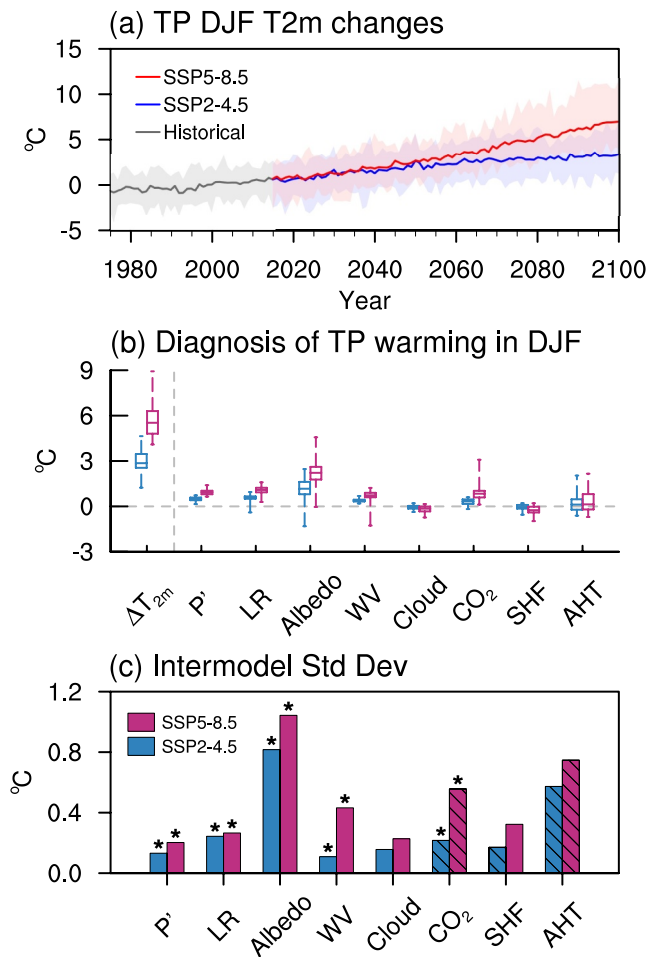 (a) TP DJF T2m changes
15
10
5
0
-5
°C
SSP5-8.5
SSP2-4.5
Historical
1980 2000 2020 2040 2060 2080 2100
Year
(b) Diagnosis of TP warming in DJF
9
6
3
0
-3
°C
ΔT2m P' LR Albedo WV Cloud CO2 SHF AHT
(c) Intermodel Std Dev
1.2
0.8
0.4
0.0
°C
SSP5-8.5
SSP2-4.5
* * * * * * * * * *
P' LR Albedo WV Cloud CO2 SHF AHT